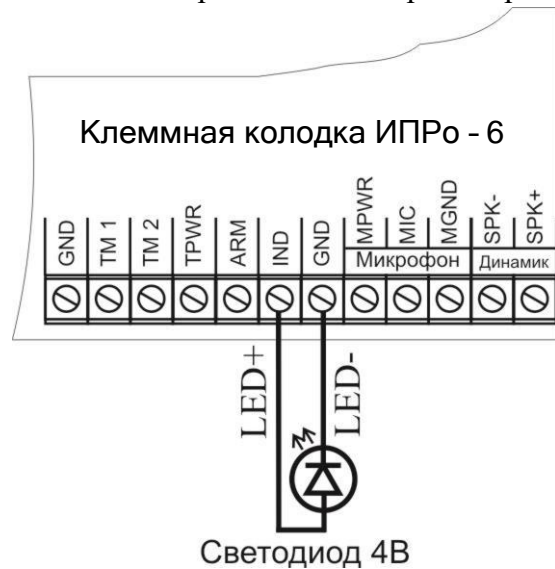 Клеммная колодка ИПРо - 6
GND
TM 1
TM 2
TPWR
ARM
IND
GND
MPWR
MIC
MGND
SPK-
SPK+
Микрофон
Динамик
LED+
LED-
Светодиод 4В